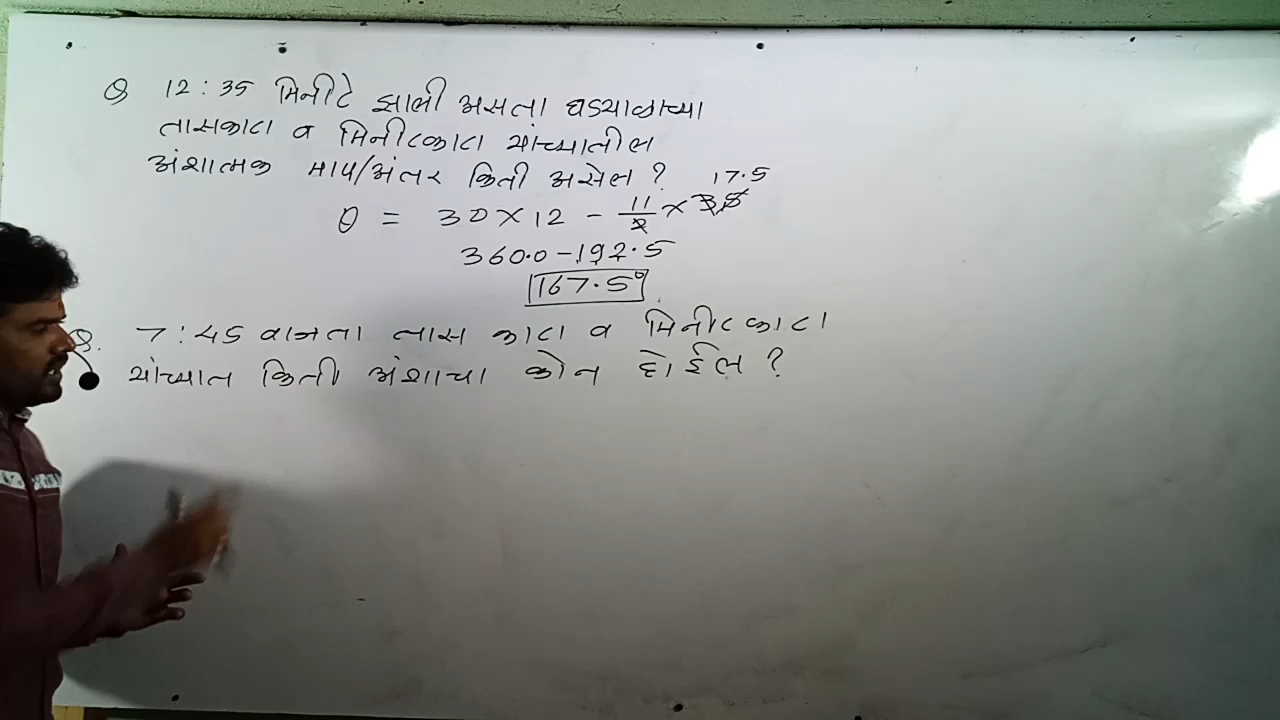 Q 12:35 मिनीटे झाली असता घड्याळाच्या
तासकाटा व मिनीटकाटा यांच्यातील
अंशात्मक माप/अंतर किती असेल ?
17.5
θ = 30×12 - 11/2 × 35
360.0-192.5
167.5°
Q. 7:45 वाजता तास काटा व मिनीट काटा
यांच्यात किती अंशाचा कोन होईल ?